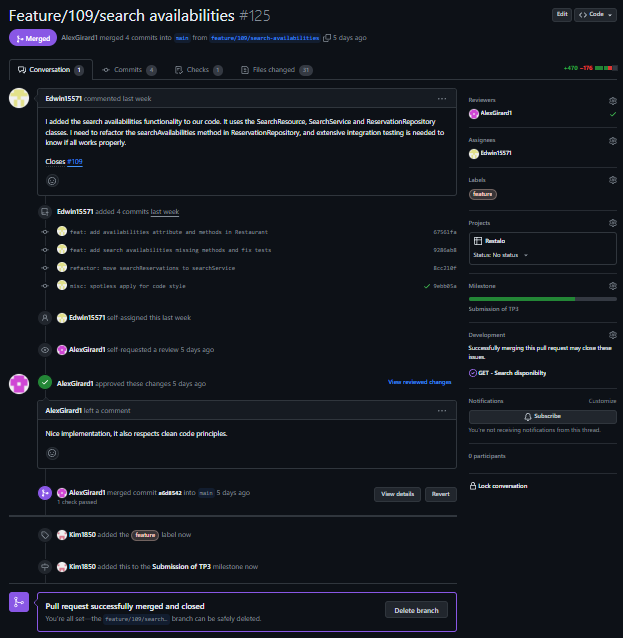 Feature/109/search availabilities #125
Edit
Code
Merged
AlexGirard1 merged 4 commits into main from feature/109/search-availabilities 5 days ago
Conversation 1
Commits 4
Checks 1
Files changed 31
+470 −176
Edwin15571 commented last week
I added the search availabilities functionality to our code. It uses the SearchResource, SearchService and ReservationRepository
classes. I need to refactor the searchAvailabilities method in ReservationRepository, and extensive integration testing is needed to
know if all works properly.
Closes #109
Edwin15571 added 4 commits last week
feat: add availabilities attribute and methods in Restaurant 67561fa
feat: add search availabilities missing methods and fix tests
refactor: move searchReservations to searchService 8cc210f
misc: spotless apply for code style 9ebb05a
Edwin15571 self-assigned this last week
AlexGirard1 self-requested a review 5 days ago
AlexGirard1 approved these changes 5 days ago
View reviewed changes
AlexGirard1 left a comment
Nice implementation, it also respects clean code principles.
AlexGirard1 merged commit a6d8542 into main 5 days ago
1 check passed
View details
Revert
Kim1850 added the feature label now
Kim1850 added this to the Submission of TP3 milestone now
Pull request successfully merged and closed
You're all set—the feature/109/search… branch can be safely deleted.
Delete branch
Reviewers
AlexGirard1
Assignees
Edwin15571
Labels
feature
Projects
Restalo
Status: No status
Milestone
Submission of TP3
Development
Successfully merging this pull request may close these
issues.
GET - Search disponibilty
Notifications
Customize
Subscribe
You're not receiving notifications from this thread.
0 participants
Lock conversation